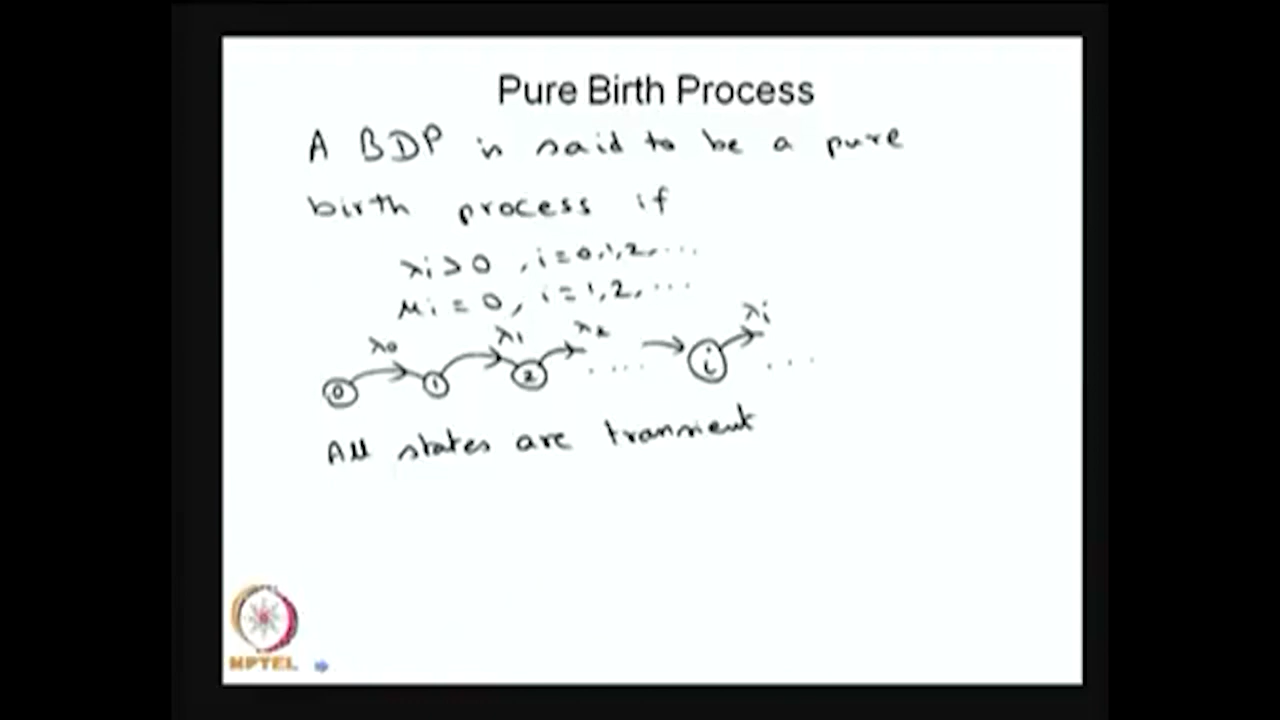 Pure Birth Process
A BDP is said to be a pure
birth process if
λi > 0 , i = 0,1,2, ...
μi = 0, i = 1,2, ...
λ0 λ1 λ2 λi
0 1 2 .... i ...
All states are transient
NPTEL